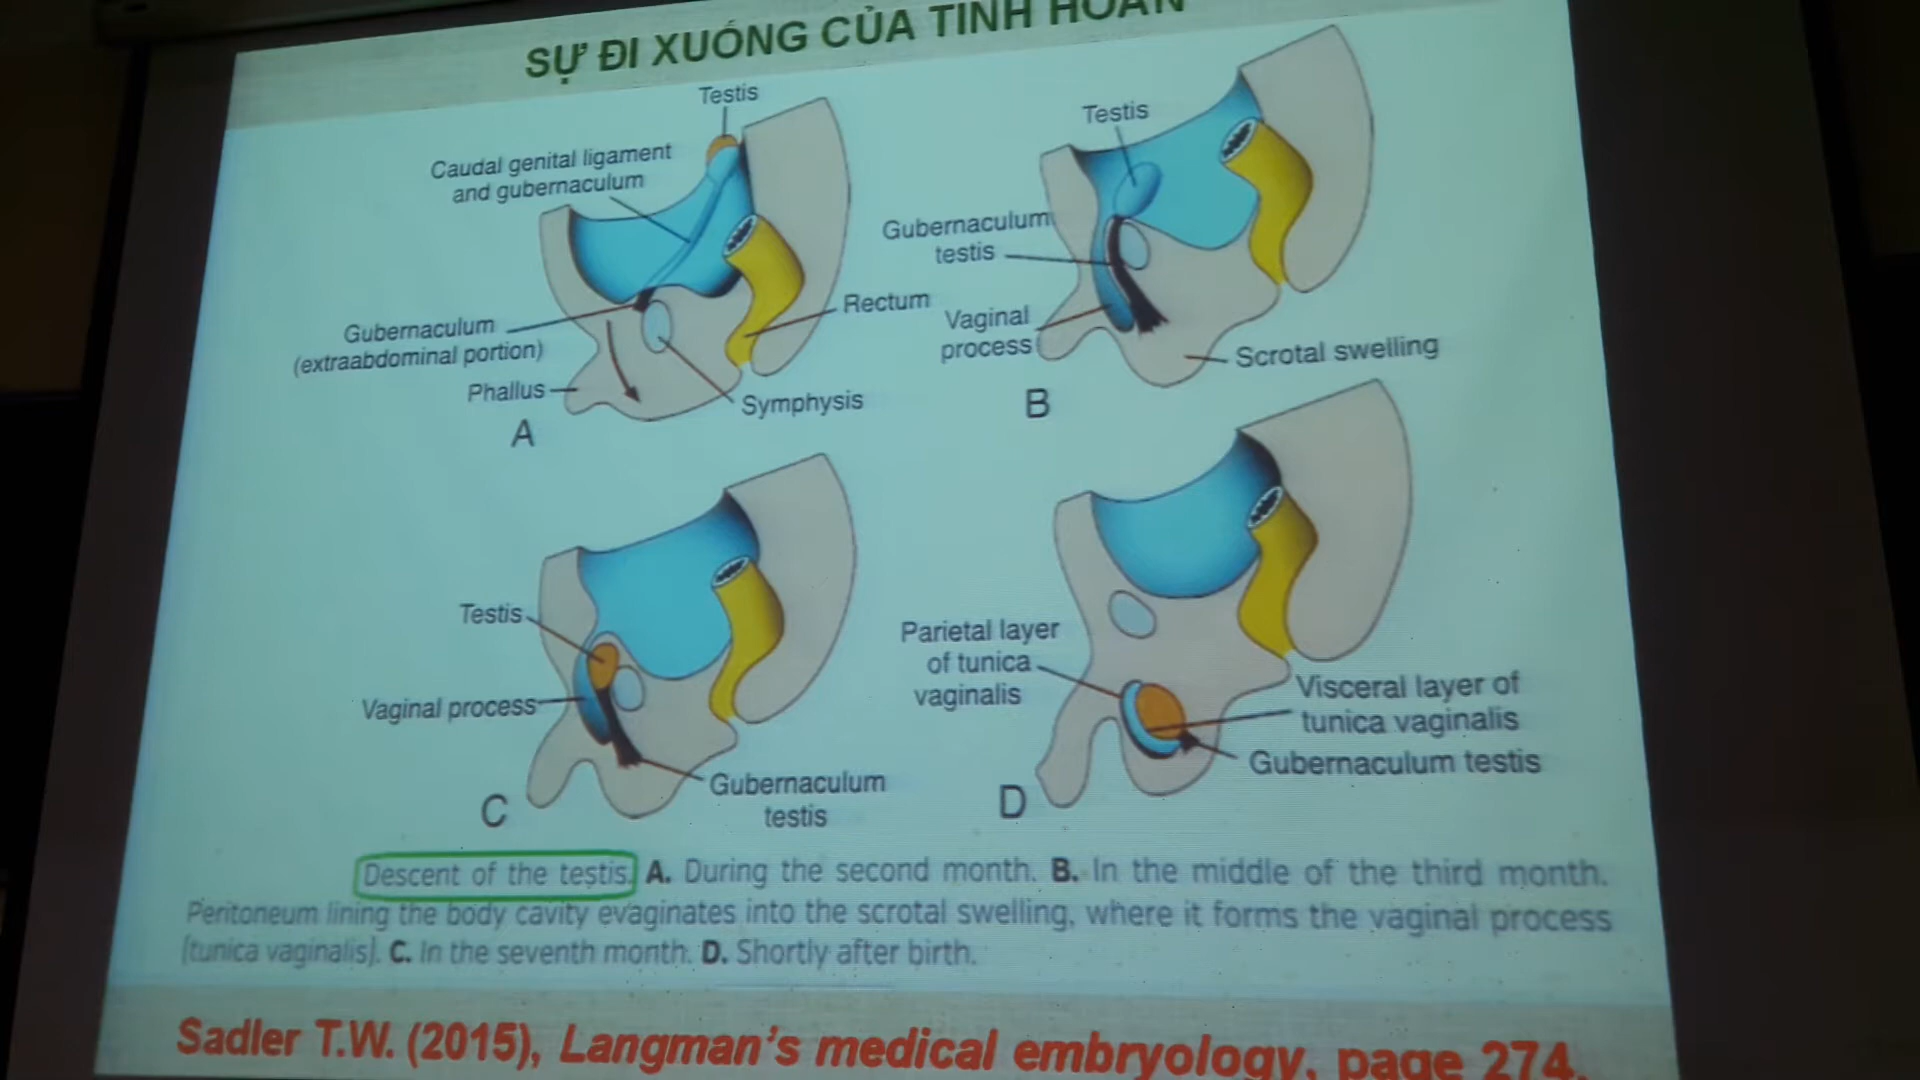 SỰ ĐI XUỐNG CỦA TINH HOÀN
Testis
Caudal genital ligament
and gubernaculum
Gubernaculum
(extraabdominal portion)
Phallus
Rectum
Symphysis
A
Testis
Gubernaculum
testis
Vaginal
process
Scrotal swelling
B
Testis
Vaginal process
Gubernaculum
testis
C
Parietal layer
of tunica
vaginalis
Visceral layer of
tunica vaginalis
Gubernaculum testis
D
Descent of the testis. A. During the second month. B. In the middle of the third month.
Peritoneum lining the body cavity evaginates into the scrotal swelling, where it forms the vaginal process
[tunica vaginalis]. C. In the seventh month. D. Shortly after birth.
Sadler T.W. (2015), Langman's medical embryology, page 274.